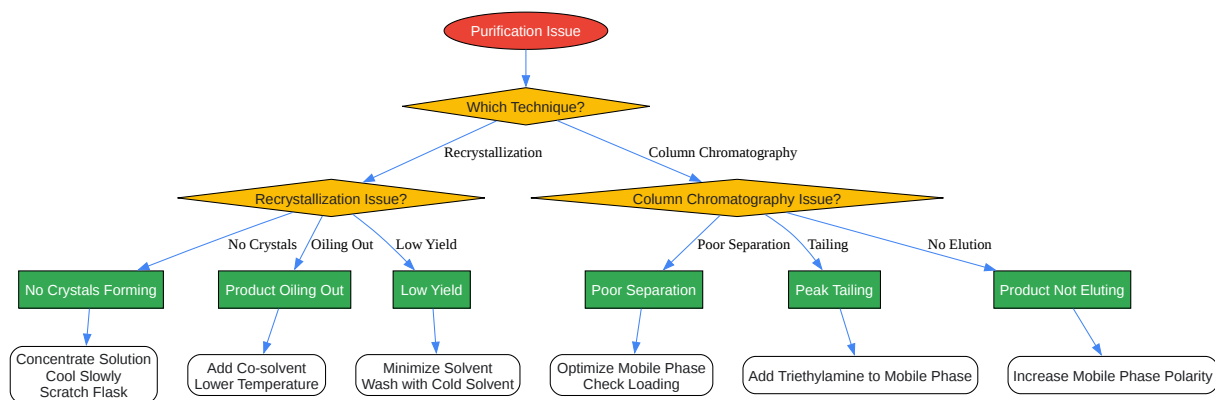 Purification Issue
Which Technique?
Recrystallization
Column Chromatography
Recrystallization Issue?
Column Chromatography Issue?
No Crystals
Oiling Out
Low Yield
Poor Separation
Tailing
No Elution
No Crystals Forming
Product Oiling Out
Low Yield
Poor Separation
Peak Tailing
Product Not Eluting
Concentrate Solution
Cool Slowly
Scratch Flask
Add Co-solvent
Lower Temperature
Minimize Solvent
Wash with Cold Solvent
Optimize Mobile Phase
Check Loading
Add Triethylamine to Mobile Phase
Increase Mobile Phase Polarity